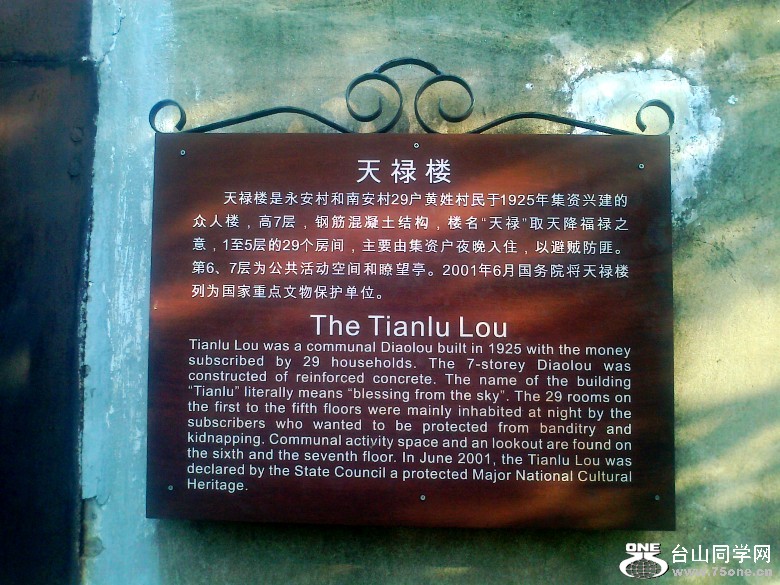 天禄楼
天禄楼是永安村和南安村29户黄姓村民于1925年集资兴建的
众人楼，高7层，钢筋混凝土结构，楼名“天禄”取天降福禄之
意，1至5层的29个房间，主要由集资户夜晚入住，以避贼防匪。
第6、7层为公共活动空间和瞭望亭。2001年6月国务院将天禄楼
列为国家重点文物保护单位。
The Tianlu Lou
Tianlu Lou was a communal Diaolou built in 1925 with the money
subscribed by 29 households. The 7-storey Diaolou was
constructed of reinforced concrete. The name of the building
“Tianlu” literally means “blessing from the sky”. The 29 rooms on
the first to the fifth floors were mainly inhabited at night by the
subscribers who wanted to be protected from banditry and
kidnapping. Communal activity space and an lookout are found on
the sixth and the seventh floor. In June 2001, the Tianlu Lou was
declared by the State Council a protected Major National Cultural
Heritage.
ONE 台山同学网
www.75one.cn